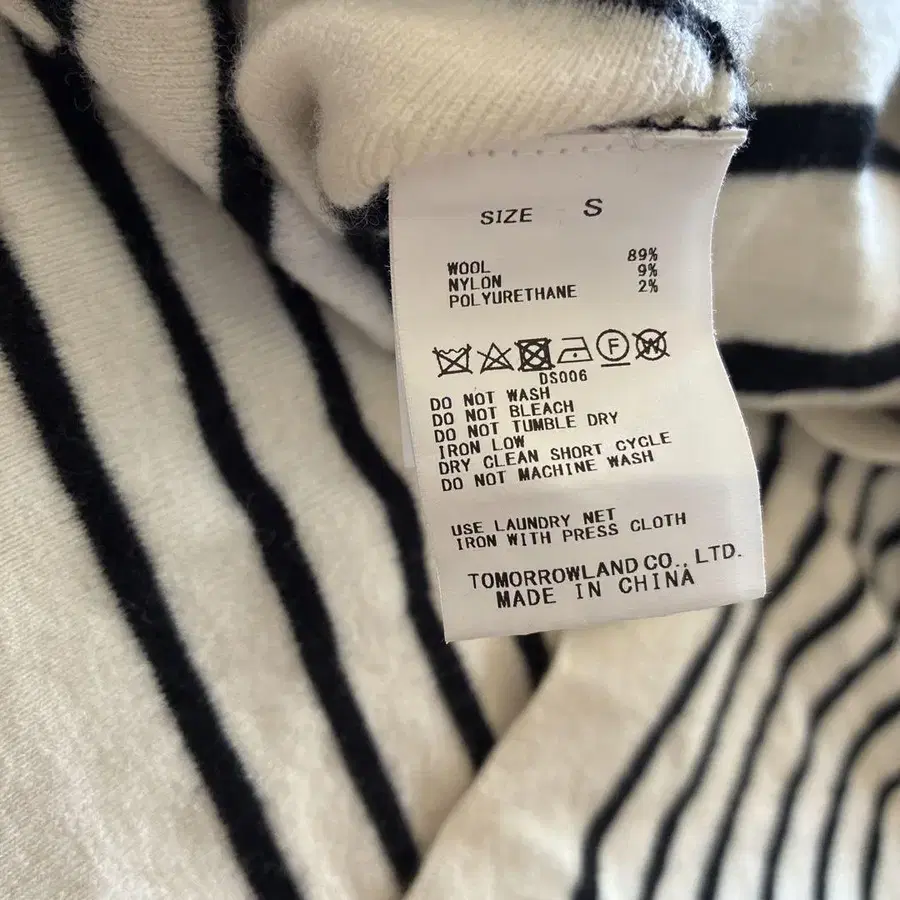 SIZE S
WOOL 89%
NYLON 9%
POLYURETHANE 2%
F W
DS006
DO NOT WASH
DO NOT BLEACH
DO NOT TUMBLE DRY
IRON LOW
DRY CLEAN SHORT CYCLE
DO NOT MACHINE WASH
USE LAUNDRY NET
IRON WITH PRESS CLOTH
TOMORROWLAND CO., LTD.
MADE IN CHINA